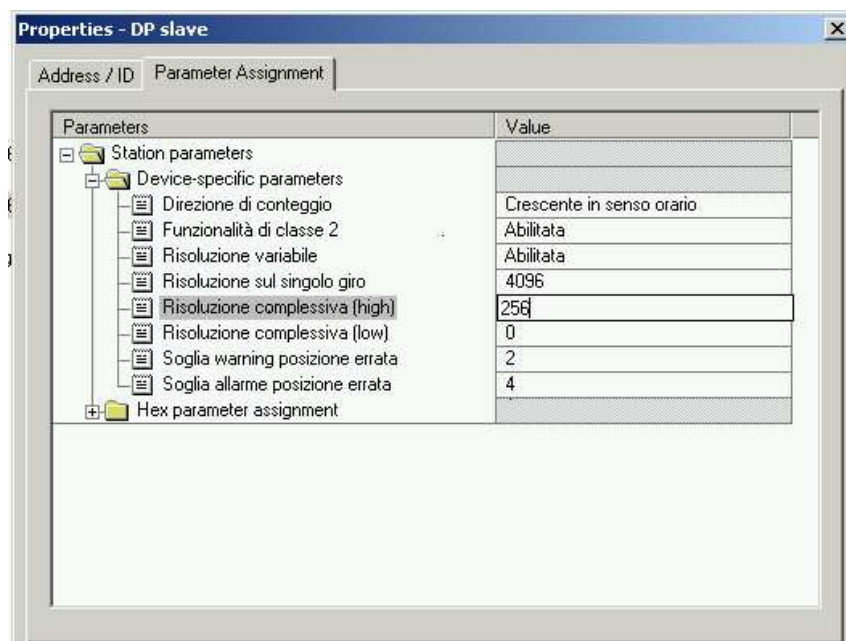 Properties - DP slave
Address / ID Parameter Assignment
Parameters Value
Station parameters
Device-specific parameters
Direzione di conteggio Crescente in senso orario
Funzionalità di classe 2 Abilitata
Risoluzione variabile Abilitata
Risoluzione sul singolo giro 4096
Risoluzione complessiva (high) 256
Risoluzione complessiva (low) 0
Soglia warning posizione errata 2
Soglia allarme posizione errata 4
Hex parameter assignment